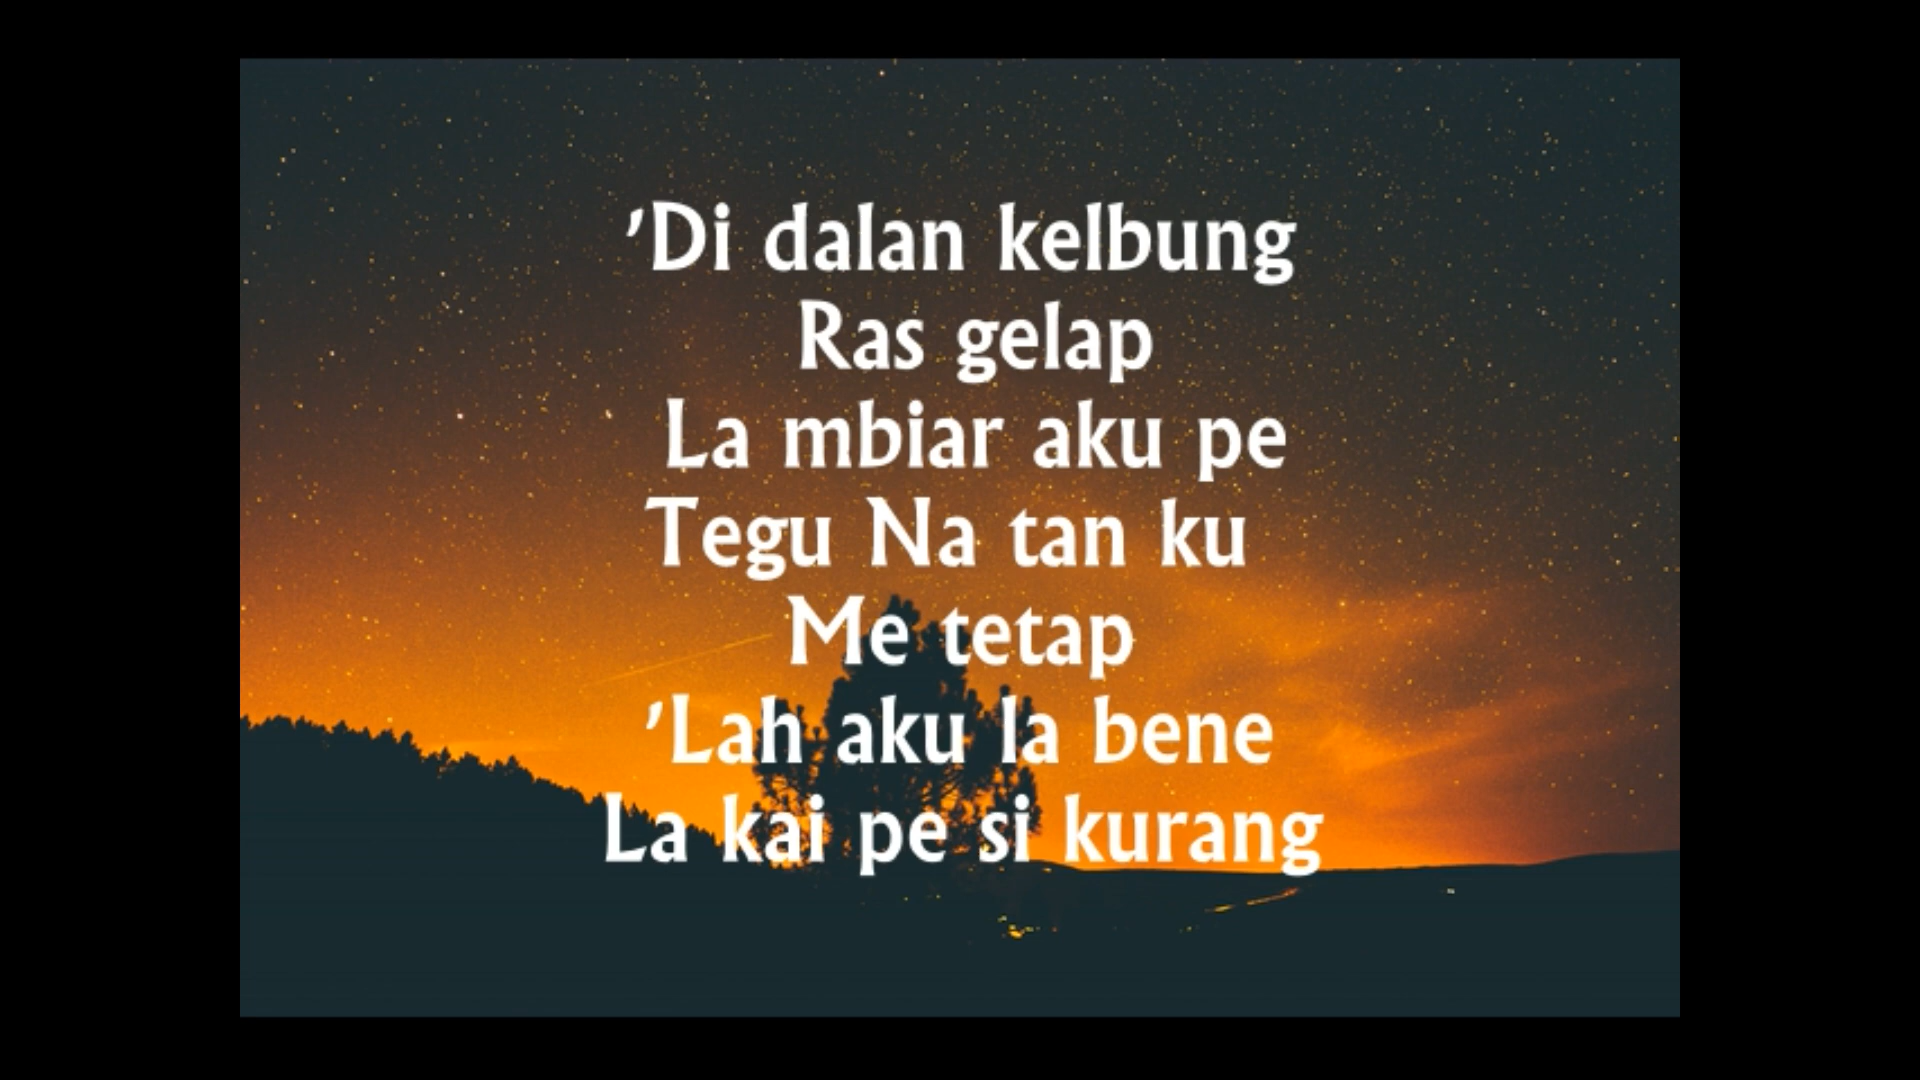 'Di dalan kelbung
Ras gelap
La mbiar aku pe
Tegu Na tan ku
Me tetap
'Lah aku la bene
La kai pe si kurang